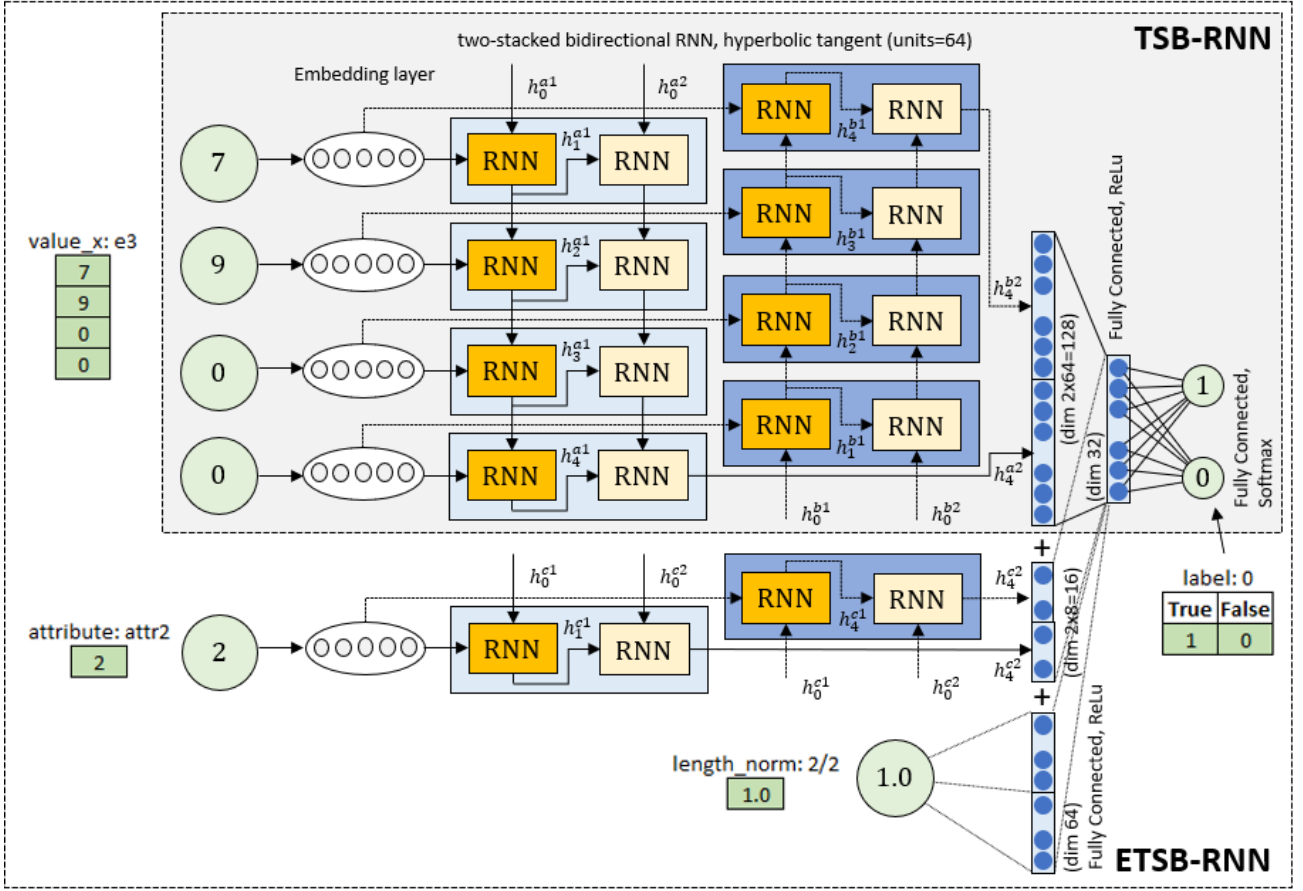 TSB-RNN
two-stacked bidirectional RNN, hyperbolic tangent (units=64)
Embedding layer
h_0^{a1}
h_0^{a2}
RNN
RNN
h_4^{b1}
7
RNN
h_1^{a1}
RNN
RNN
RNN
h_3^{b1}
value_x: e3
7
9
0
0
9
RNN
h_2^{a1}
RNN
RNN
RNN
h_2^{b1}
0
RNN
h_3^{a1}
RNN
RNN
RNN
h_1^{b1}
0
RNN
h_4^{a1}
RNN
h_0^{b1}
h_0^{b2}
h_4^{b2}
h_4^{a2}
(dim 2x64=128)
Fully Connected, ReLu
(dim 32)
1
0
Fully Connected,
Softmax
label: 0
True False
1 0
+
attribute: attr2
2
2
h_0^{c1}
h_0^{c2}
RNN
h_1^{c1}
RNN
RNN
h_4^{c1}
RNN
h_0^{c1}
h_0^{c2}
h_4^{c2}
h_4^{c2}
(dim 2x8=16)
+
length_norm: 2/2
1.0
1.0
(dim 64)
Fully Connected, ReLu
ETSB-RNN